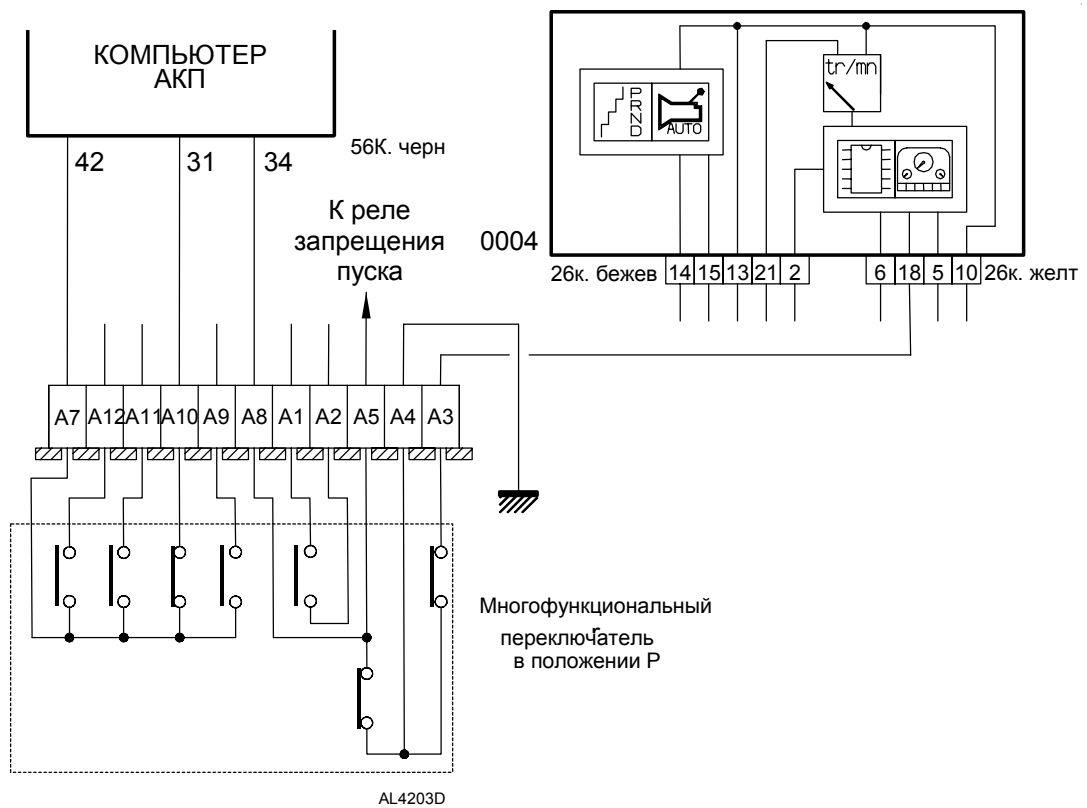 КОМПЬЮТЕР
АКП
42
31
34
56К. черн
К реле
запрещения
пуска
0004
P
R
N
D
AUTO
tr/mn
26к. бежев
14
15
13
21
2
6
18
5
10
26к. желт
A7
A12
A11
A10
A9
A8
A1
A2
A5
A4
A3
Многофункциональный
переключатель
в положении Р
AL4203D